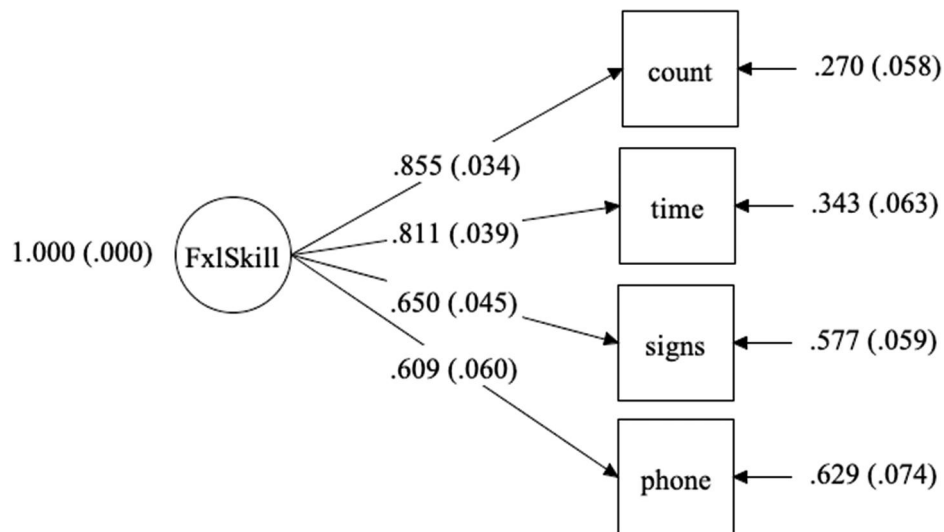 count
.270 (.058)
.855 (.034)
time
.343 (.063)
.811 (.039)
1.000 (.000)
FxlSkill
.650 (.045)
signs
.577 (.059)
.609 (.060)
phone
.629 (.074)